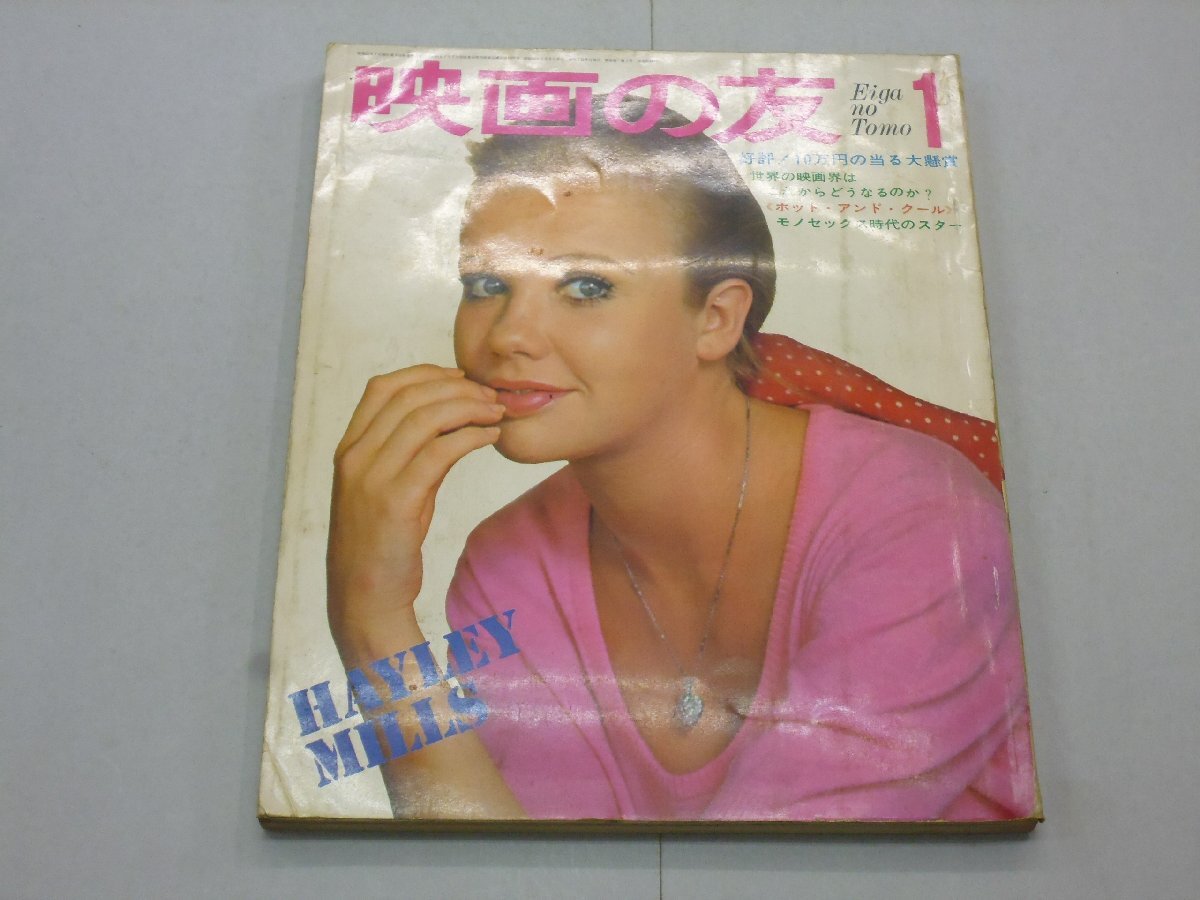 映画の友
Eiga
no
Tomo
1
好評！10万円の当る大懸賞
世界の映画界は
これからどうなるのか？
《ホット・アンド・クール》
モノセックス時代のスター
HAYLEY
MILLS